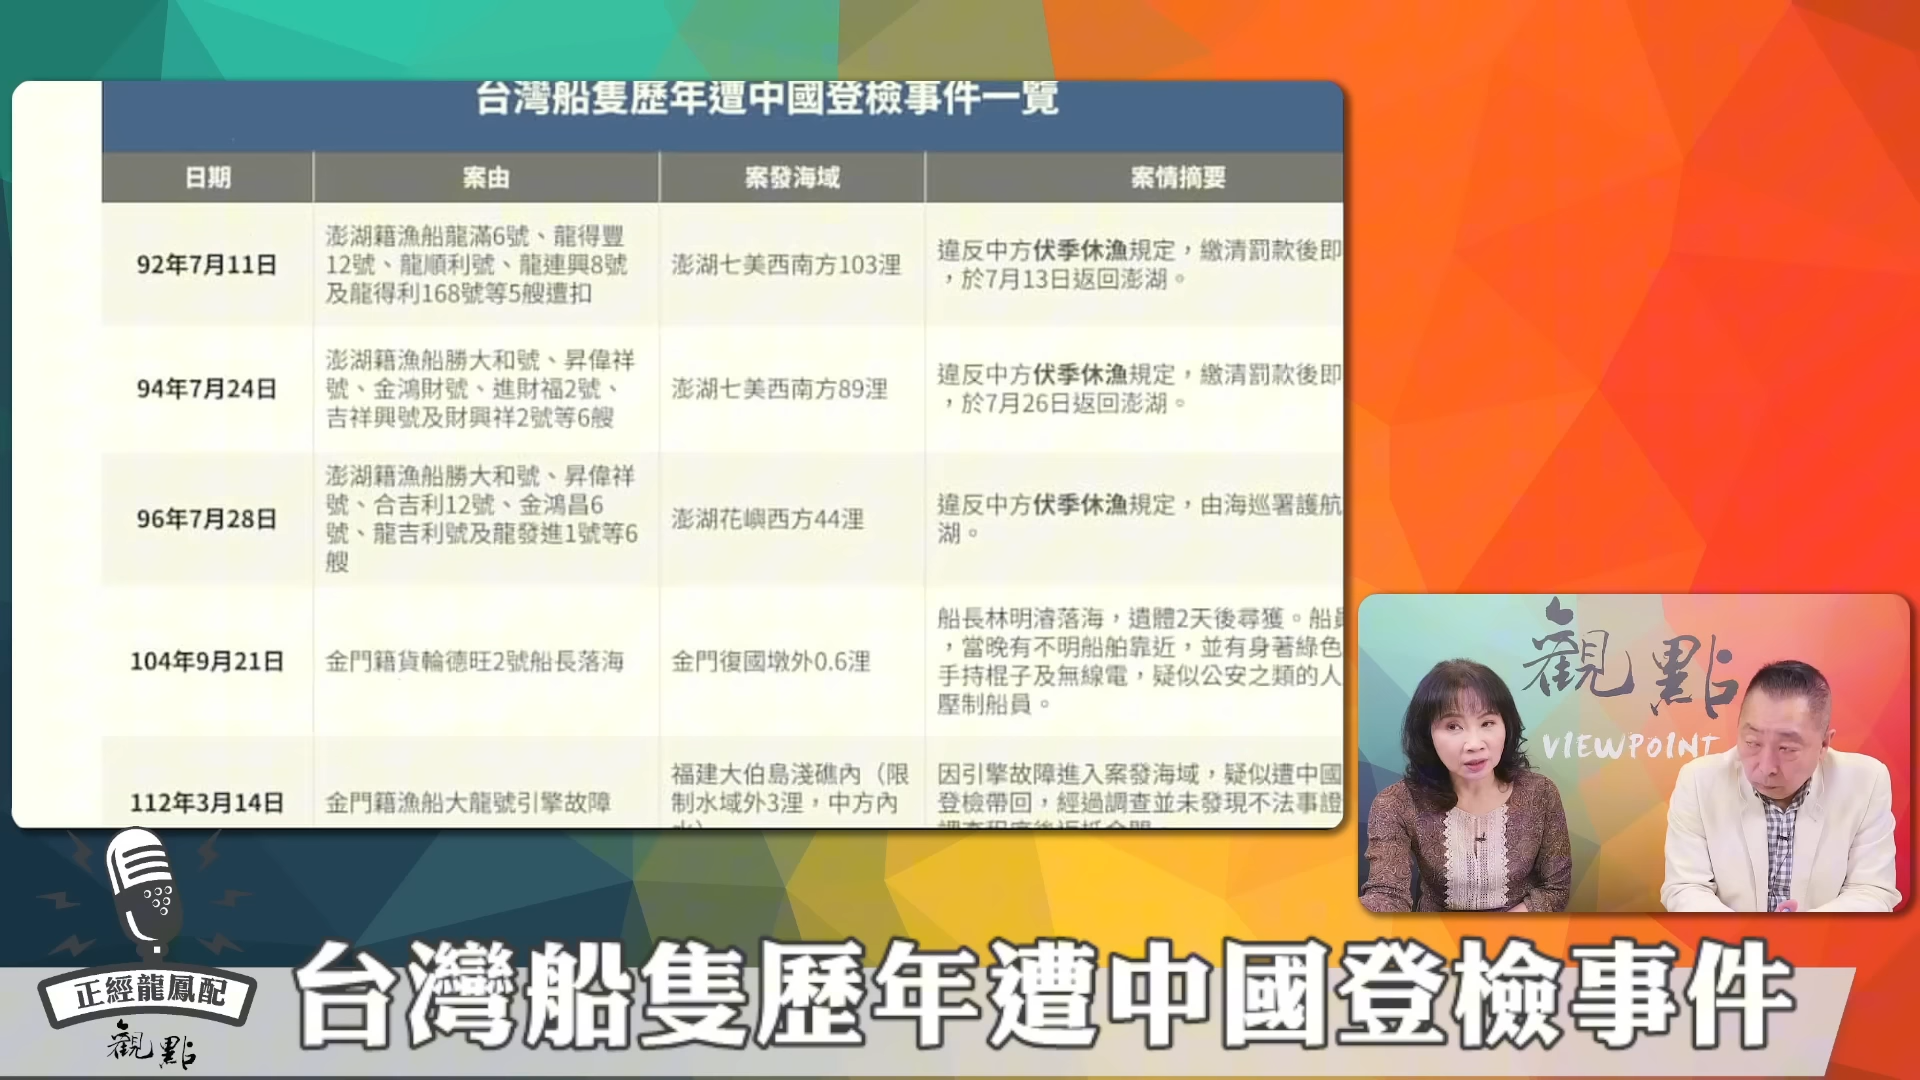 台灣船隻歷年遭中國登檢事件一覽
日期 案由 案發海域 案情摘要
92年7月11日
澎湖籍漁船龍滿6號、龍得豐
12號、龍順利號、龍連興8號
及龍得利168號等5艘遭扣
澎湖七美西南方103浬
違反中方伏季休漁規定，繳清罰款後即
，於7月13日返回澎湖。
94年7月24日
澎湖籍漁船勝大和號、昇偉祥
號、金鴻財號、進財福2號、
吉祥興號及財興祥2號等6艘
澎湖七美西南方89浬
違反中方伏季休漁規定，繳清罰款後即
，於7月26日返回澎湖。
96年7月28日
澎湖籍漁船勝大和號、昇偉祥
號、合吉利12號、金鴻昌6
號、龍吉利號及龍發進1號等6
艘
澎湖花嶼西方44浬
違反中方伏季休漁規定，由海巡署護航
湖。
104年9月21日
金門籍貨輪德旺2號船長落海
金門復國墩外0.6浬
船長林明濬落海，遺體2天後尋獲。船員
，當晚有不明船舶靠近，並有身著綠色
手持棍子及無線電，疑似公安之類的人
壓制船員。
112年3月14日
金門籍漁船大龍號引擎故障
福建大伯島淺礁內（限
制水域外3浬，中方內
因引擎故障進入案發海域，疑似遭中國
登檢帶回，經過調查並未發現不法事證
觀點
VIEWPOINT
正經龍鳳配
觀點
台灣船隻歷年遭中國登檢事件